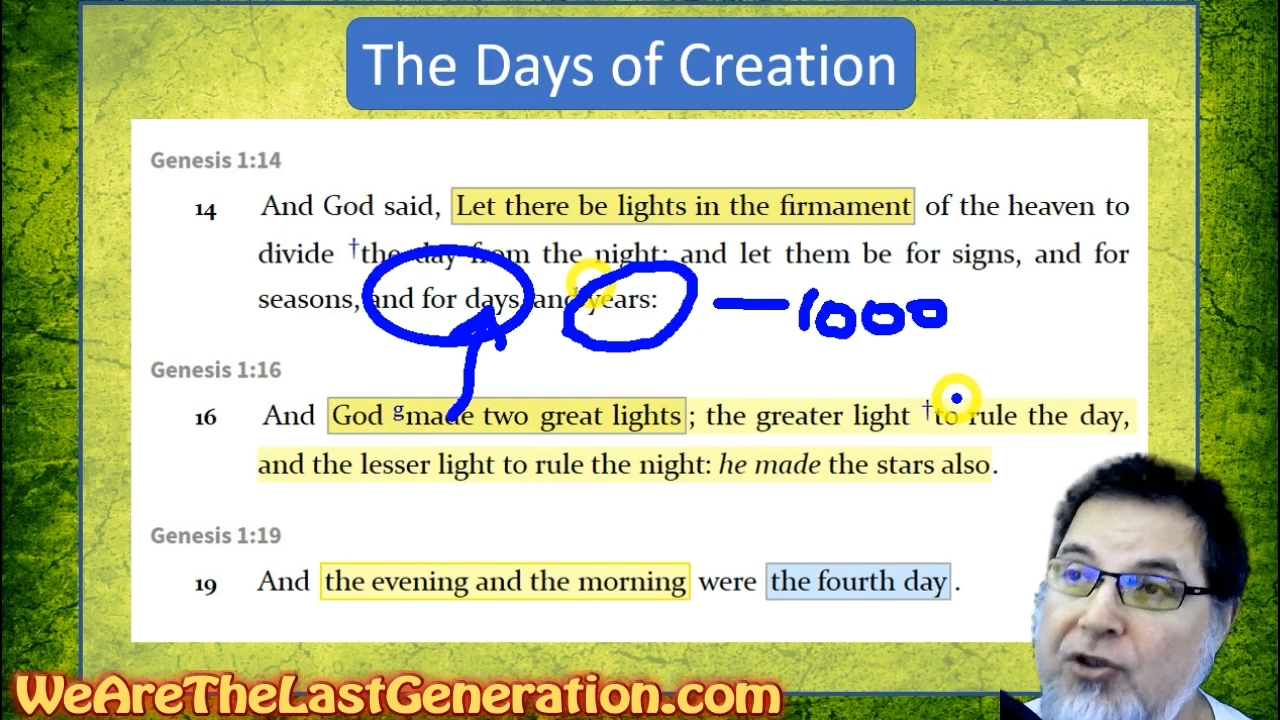 The Days of Creation
Genesis 1:14
14 And God said, Let there be lights in the firmament of the heaven to
divide †the day from the night; and let them be for signs, and for
seasons, and for days, and years: — 1000
Genesis 1:16
16 And God gmade two great lights; the greater light †to rule the day,
and the lesser light to rule the night: he made the stars also.
Genesis 1:19
19 And the evening and the morning were the fourth day.
WeAreTheLastGeneration.com